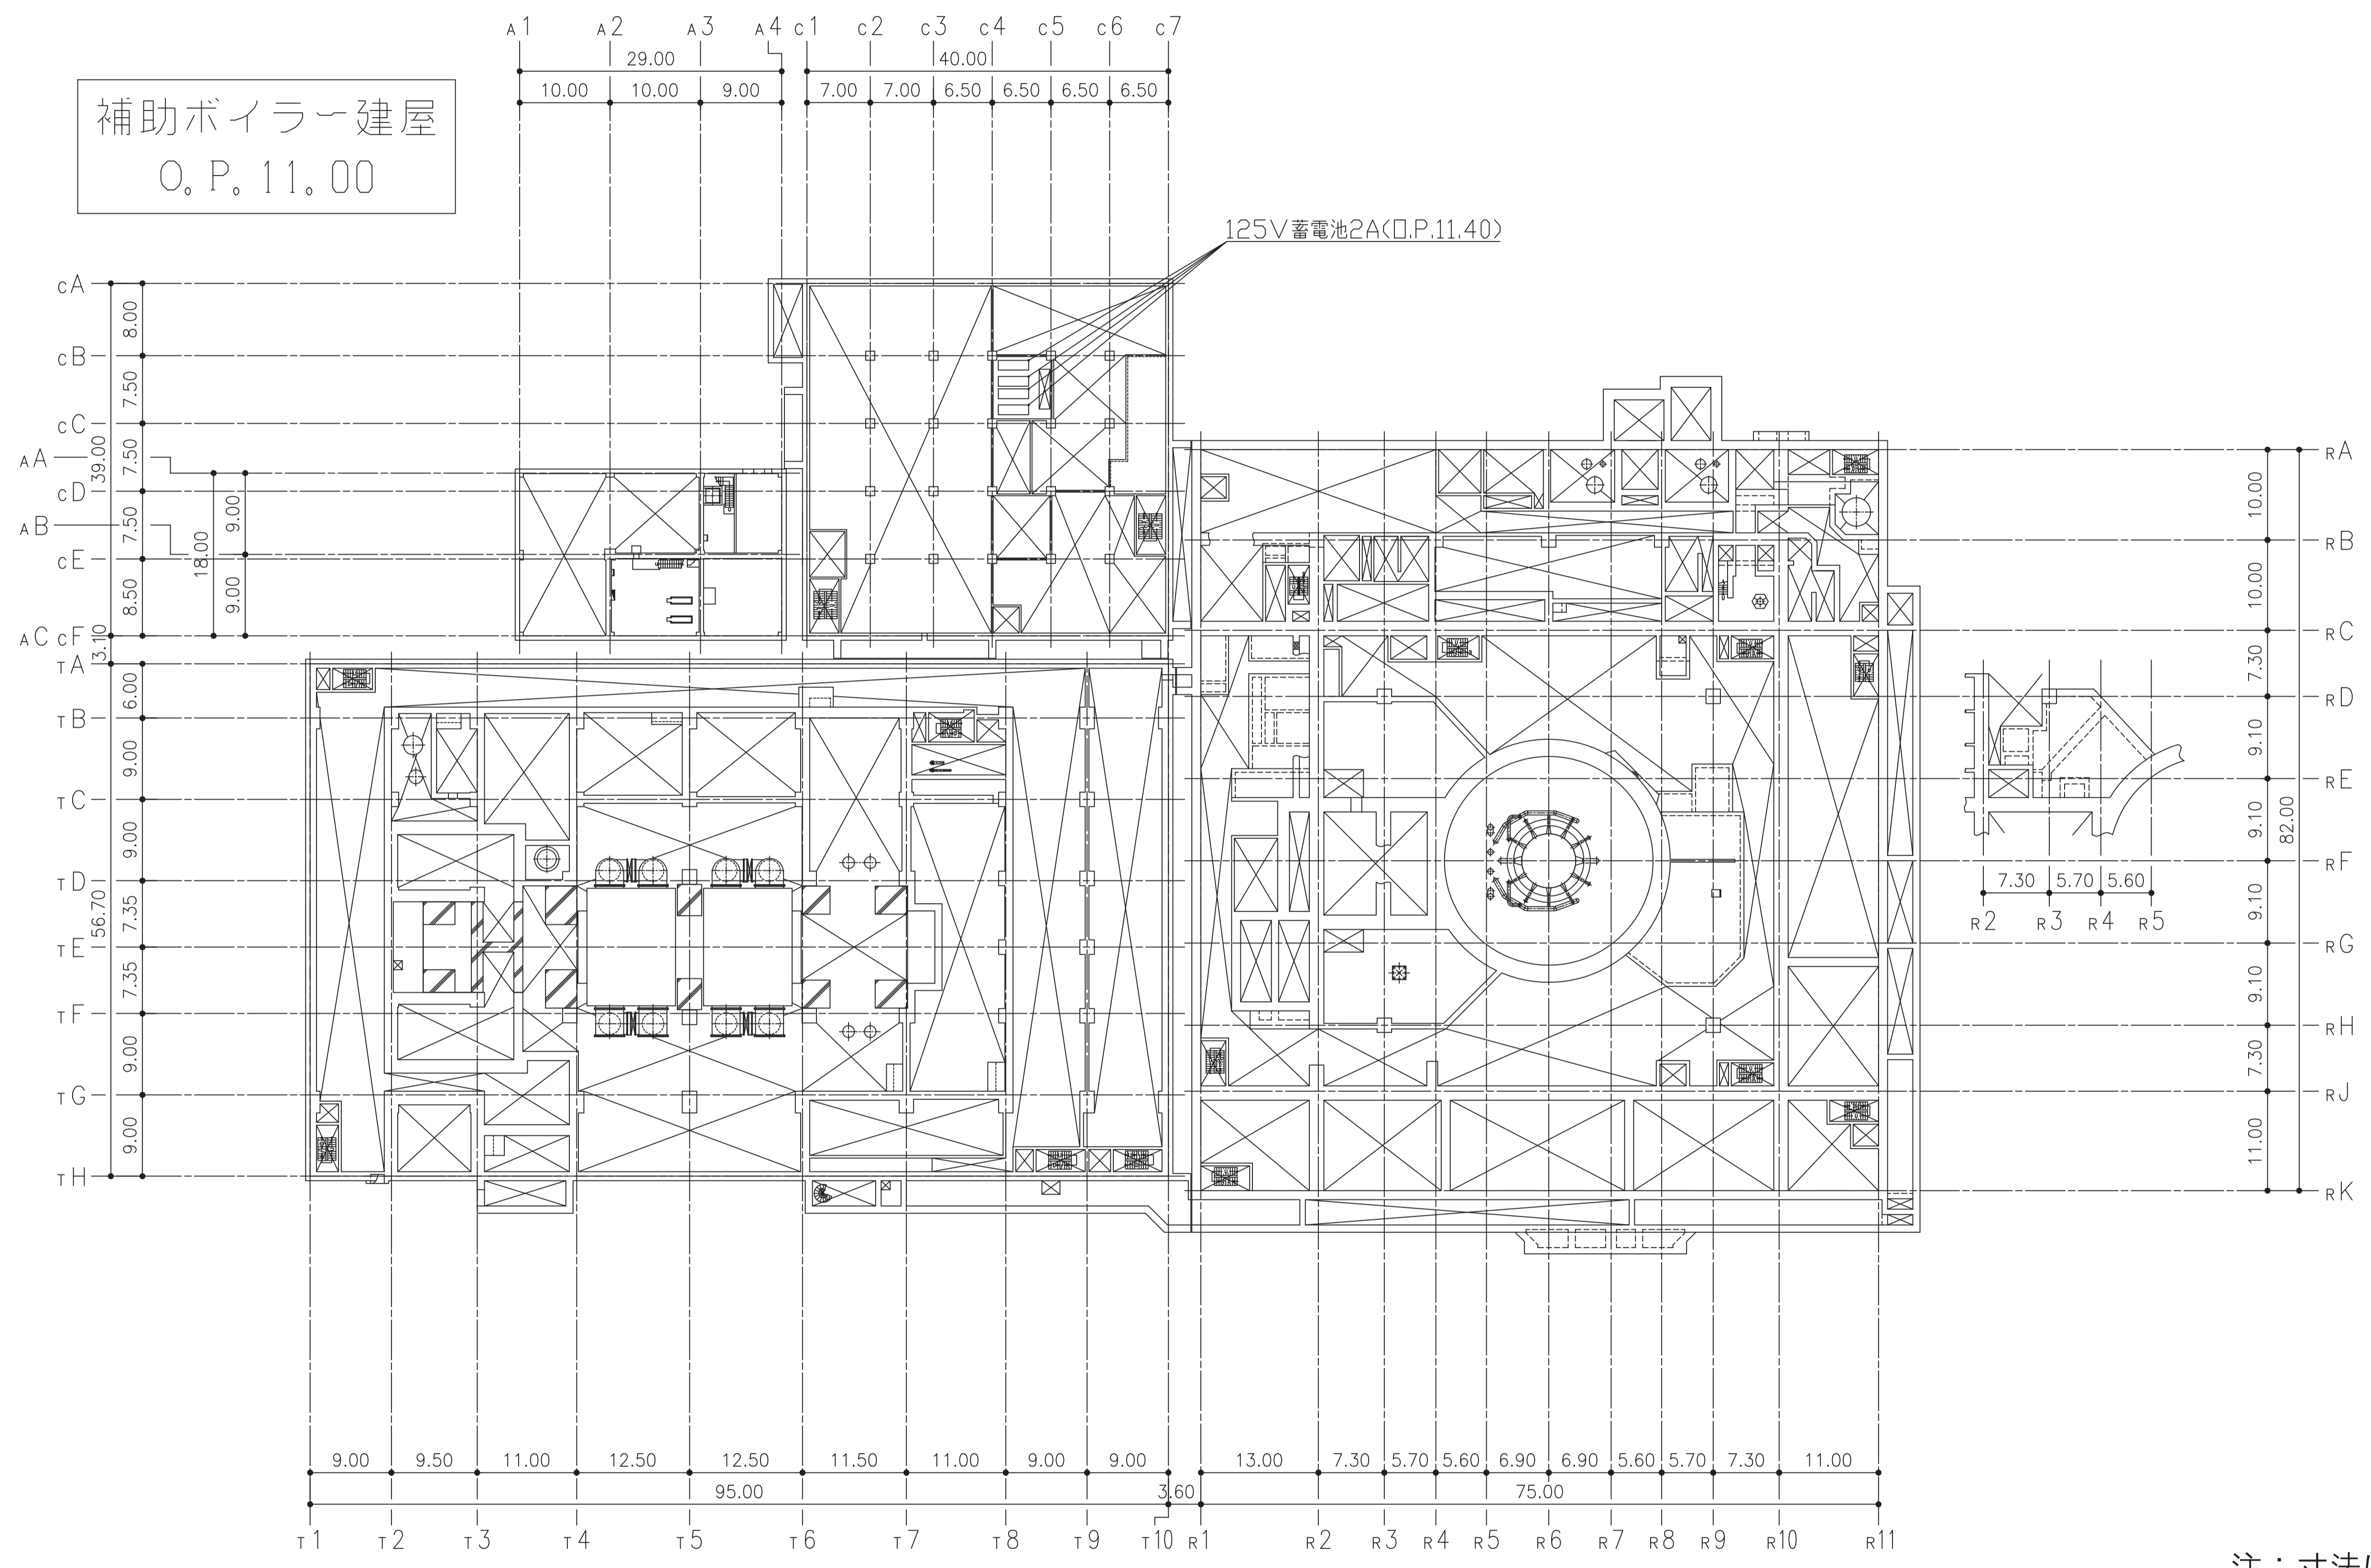 A1 A2 A3 A4 C1 C2 C3 C4 C5 C6 C7
29.00 40.00
10.00 10.00 9.00 7.00 7.00 6.50 6.50 6.50 6.50
補助ボイラー建屋
O.P.11.00
125V蓄電池2A(O.P.11.40)
CA
8.00
CB
7.50
CC
39.00
7.50
AA
CD
9.00
AB
7.50
18.00
CE
9.00
8.50
AC CF
3.10
TA
6.00
TB
9.00
TC
9.00
TD
7.35
56.70
TE
7.35
TF
9.00
TG
9.00
TH
RA
10.00
RB
10.00
RC
7.30
RD
9.10
RE
9.10
82.00
RF
9.10
RG
9.10
RH
7.30
RJ
11.00
RK
7.30 5.70 5.60
R2 R3 R4 R5
9.00 9.50 11.00 12.50 12.50 11.50 11.00 9.00 9.00 13.00 7.30 5.70 5.60 6.90 6.90 5.60 5.70 7.30 11.00
95.00 3.60 75.00
T1 T2 T3 T4 T5 T6 T7 T8 T9 T10 R1 R2 R3 R4 R5 R6 R7 R8 R9 R10 R11
注:寸法